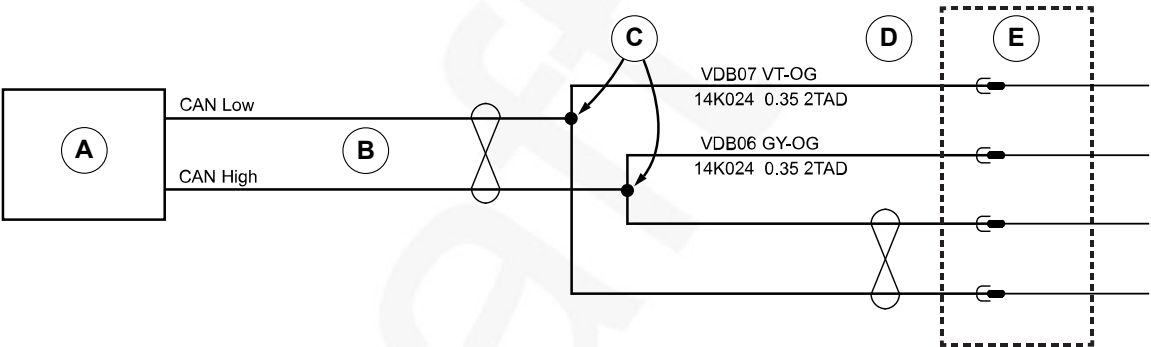 C
D
E
VDB07 VT-OG
14K024 0.35 2TAD
CAN Low
A
B
VDB06 GY-OG
14K024 0.35 2TAD
CAN High